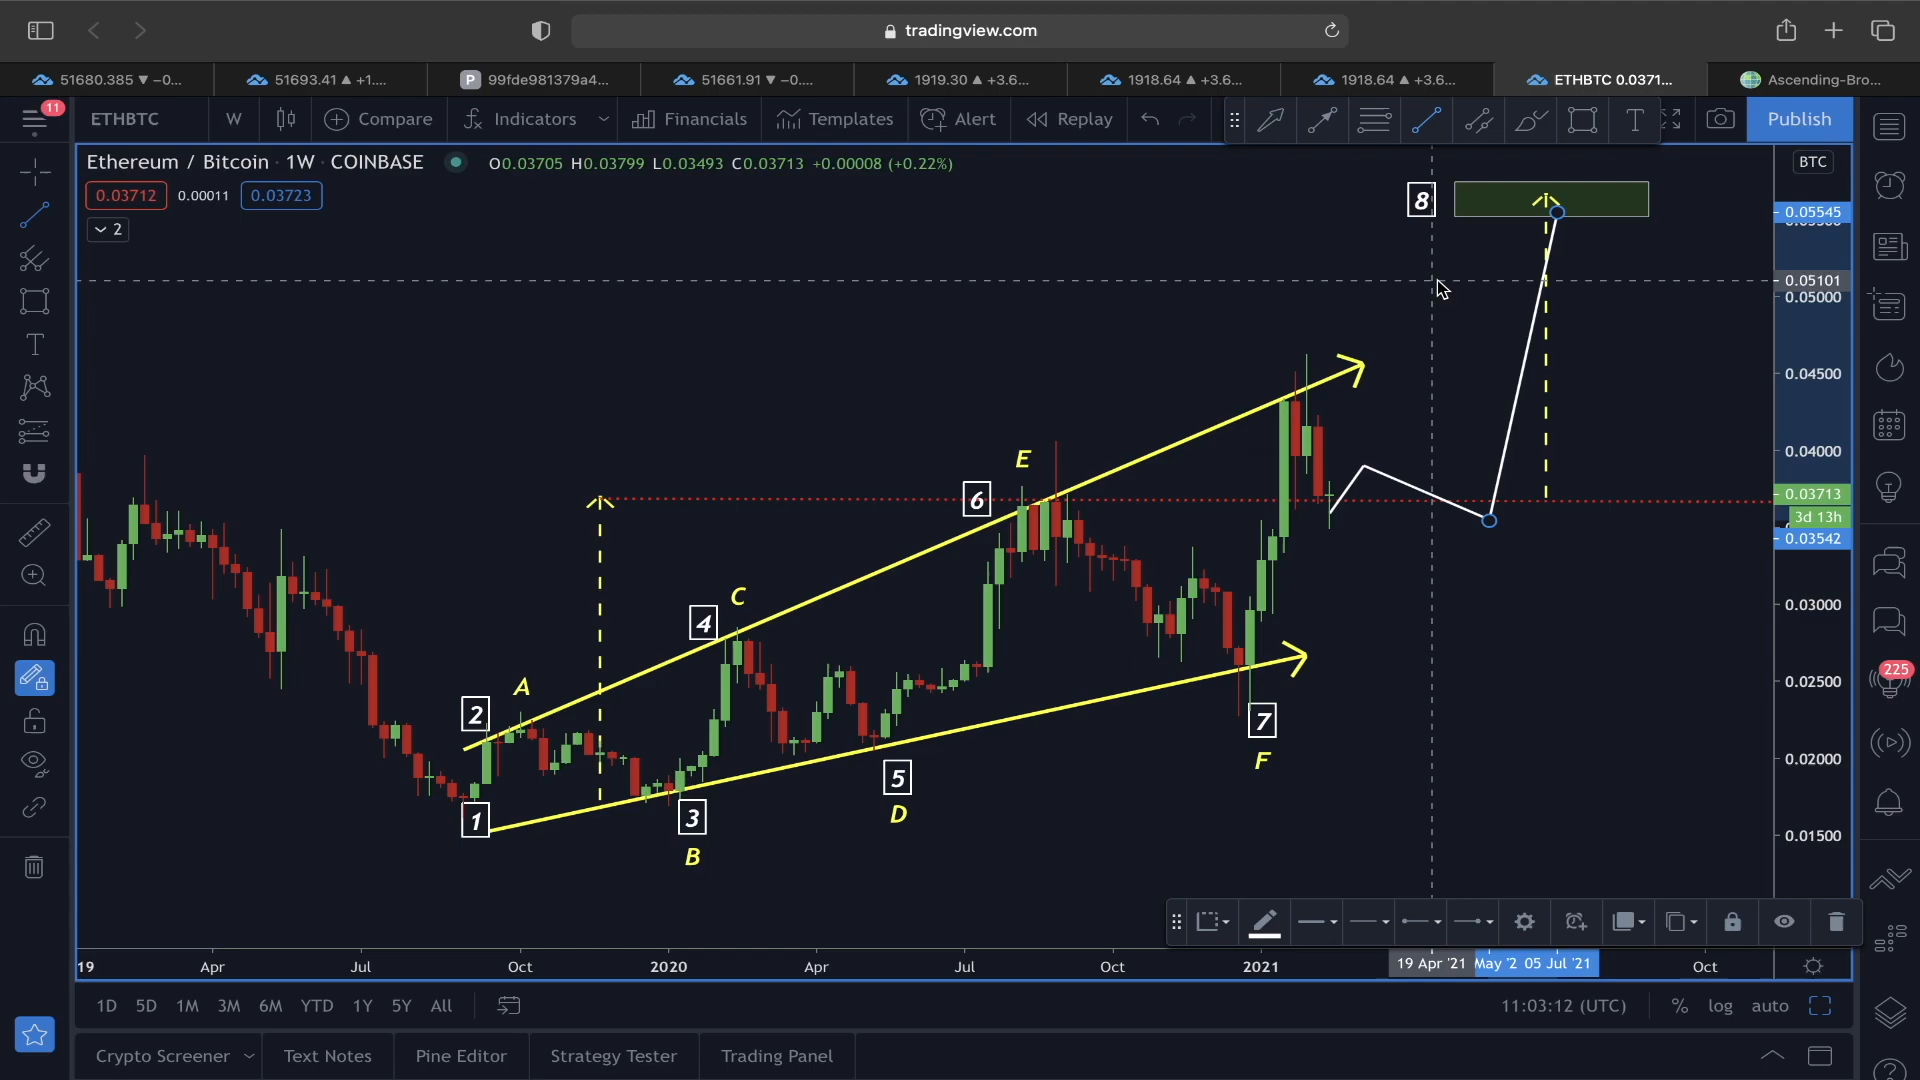 tradingview.com
51680.385 ▼ −0...
51693.41 ▲ +1....
P 99fde981379a4...
51661.91 ▼ −0....
1919.30 ▲ +3.6...
1918.64 ▲ +3.6...
1918.64 ▲ +3.6...
ETHBTC 0.0371...
Ascending-Bro...
11
ETHBTC
W
Compare
Indicators
Financials
Templates
Alert
Replay
T
Publish
Ethereum / Bitcoin · 1W · COINBASE
O0.03705 H0.03799 L0.03493 C0.03713 +0.00008 (+0.22%)
BTC
0.03712
0.00011
0.03723
2
8
0.05545
0.05101
0.05000
0.04500
0.04000
0.03713
3d 13h
0.03542
0.03000
0.02500
0.02000
0.01500
T
E
6
C
4
A
2
7
F
5
D
1
3
B
225
19
Apr
Jul
Oct
2020
Apr
Jul
Oct
2021
19 Apr '21
May '2
05 Jul '21
Oct
1D 5D 1M 3M 6M YTD 1Y 5Y All
11:03:12 (UTC)
% log auto
Crypto Screener
Text Notes
Pine Editor
Strategy Tester
Trading Panel